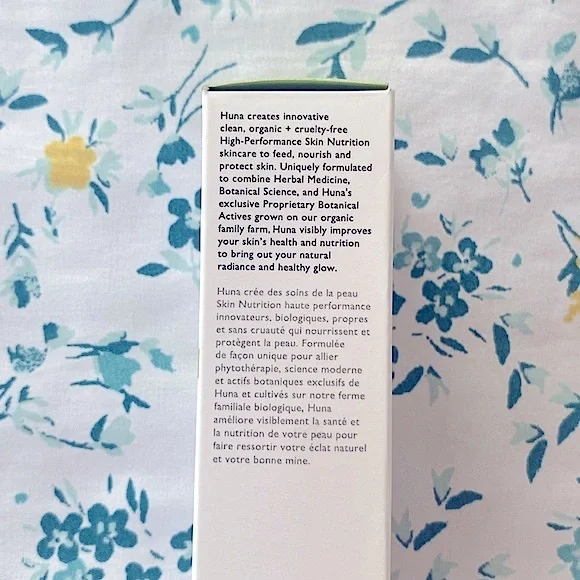 Huna creates innovative
clean, organic + cruelty-free
High-Performance Skin Nutrition
skincare to feed, nourish and
protect skin. Uniquely formulated
to combine Herbal Medicine,
Botanical Science, and Huna's
exclusive Proprietary Botanical
Actives grown on our organic
family farm, Huna visibly improves
your skin's health and nutrition
to bring out your natural
radiance and healthy glow.
Huna crée des soins de la peau
Skin Nutrition haute performance
innovateurs, biologiques, propres
et sans cruauté qui nourrissent et
protègent la peau. Formulée
de façon unique pour allier
phytothérapie, science moderne
et actifs botaniques exclusifs de
Huna et cultivés sur notre ferme
familiale biologique, Huna
améliore visiblement la santé et
la nutrition de votre peau pour
faire ressortir votre éclat naturel
et votre bonne mine.